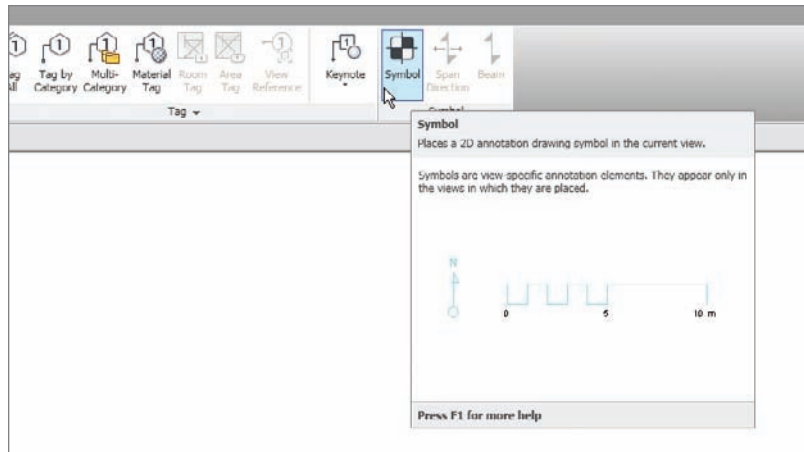 Tag by Category
Multi-Category
Material Tag
Room Tag
Area Tag
View Reference
Keynote
Symbol
Span Direction
Beam
Tag
Symbol
Symbol
Places a 2D annotation drawing symbol in the current view.
Symbols are view-specific annotation elements. They appear only in
the views in which they are placed.
N
0 5 10 m
Press F1 for more help